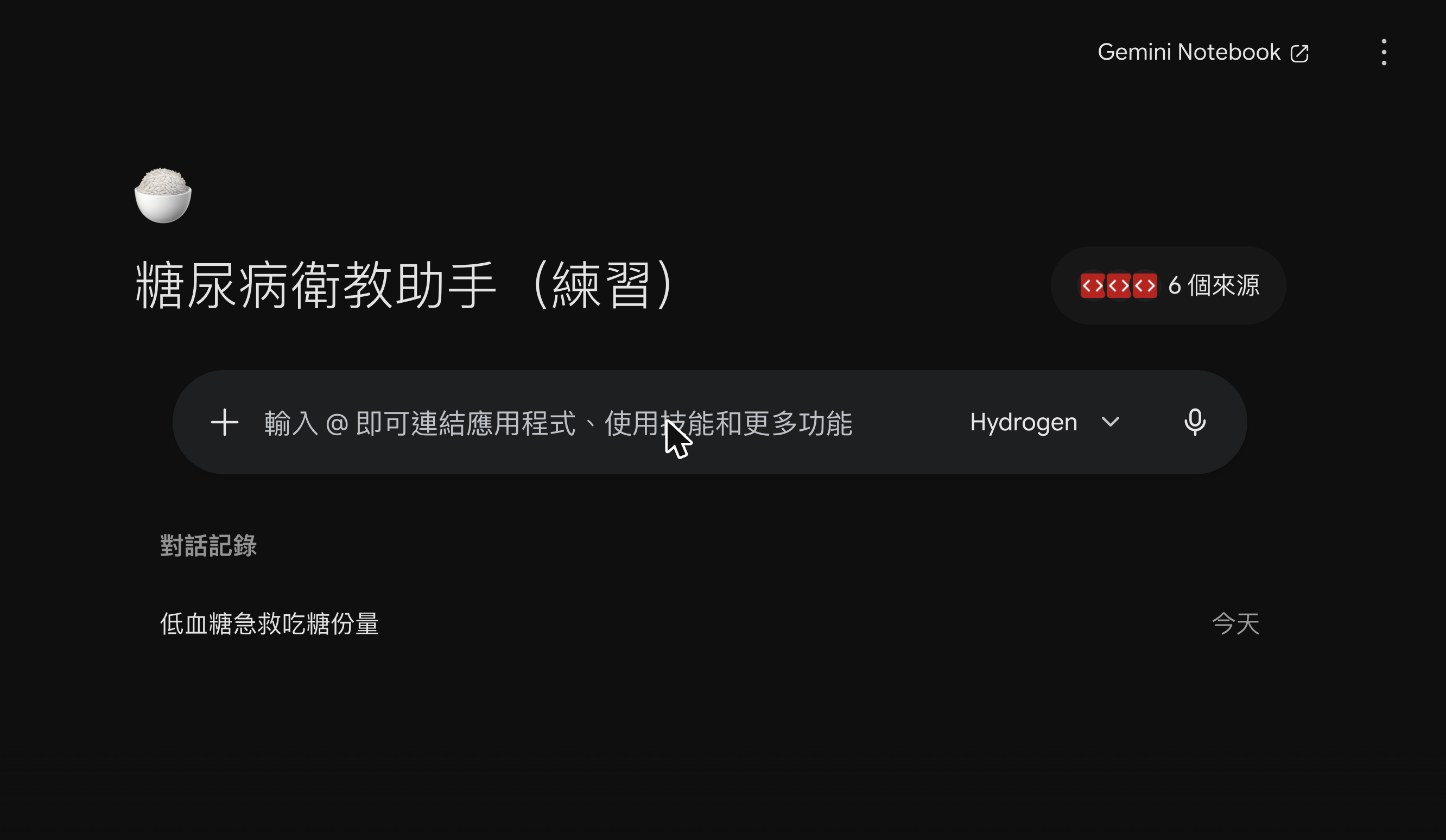 Gemini Notebook
糖尿病衛教助手（練習）
6 個來源
輸入 @ 即可連結應用程式、使用技能和更多功能
Hydrogen
對話記錄
低血糖急救吃糖份量
今天